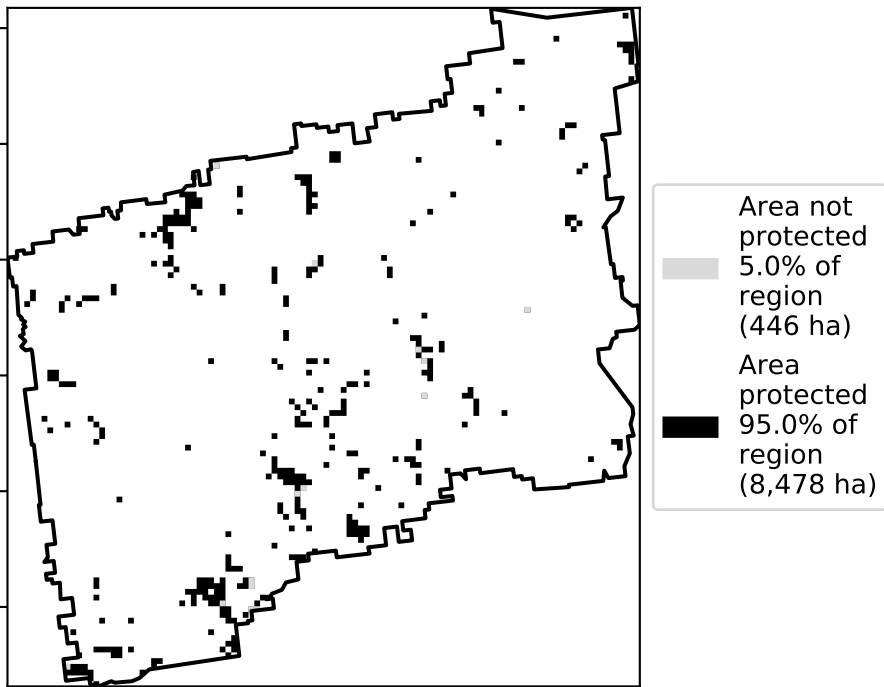 Area not
protected
5.0% of
region
(446 ha)
Area
protected
95.0% of
region
(8,478 ha)